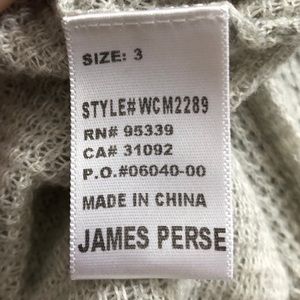 SIZE: 3
STYLE#WCM2289
RN# 95339
CA# 31092
P.O.#06040-00
MADE IN CHINA
JAMES PERSE